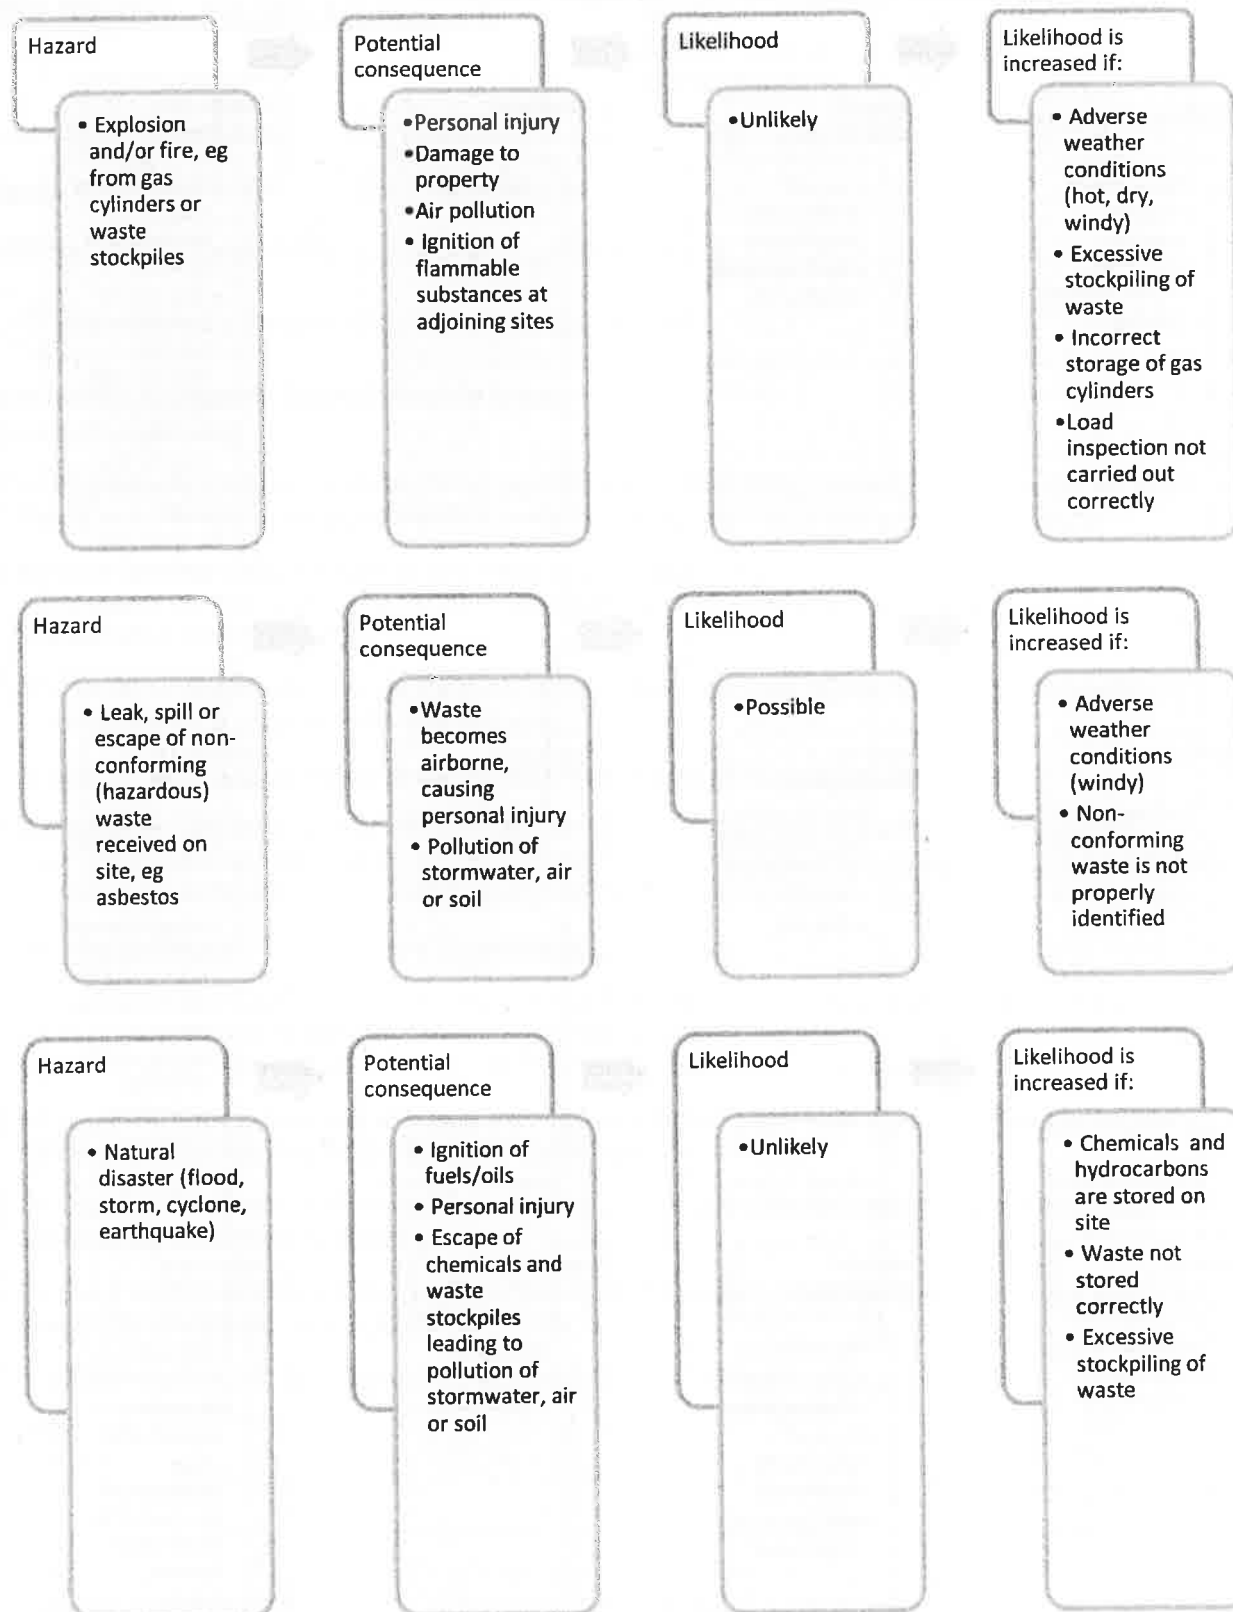 Hazard
• Explosion
and/or fire, eg
from gas
cylinders or
waste
stockpiles
Potential
consequence
•Personal injury
•Damage to
property
•Air pollution
• Ignition of
flammable
substances at
adjoining sites
Likelihood
•Unlikely
Likelihood is
increased if:
• Adverse
weather
conditions
(hot, dry,
windy)
• Excessive
stockpiling of
waste
• Incorrect
storage of gas
cylinders
•Load
inspection not
carried out
correctly
Hazard
• Leak, spill or
escape of non-
conforming
(hazardous)
waste
received on
site, eg
asbestos
Potential
consequence
•Waste
becomes
airborne,
causing
personal injury
• Pollution of
stormwater, air
or soil
Likelihood
•Possible
Likelihood is
increased if:
• Adverse
weather
conditions
(windy)
• Non-
conforming
waste is not
properly
identified
Hazard
• Natural
disaster (flood,
storm, cyclone,
earthquake)
Potential
consequence
• Ignition of
fuels/oils
• Personal injury
• Escape of
chemicals and
waste
stockpiles
leading to
pollution of
stormwater, air
or soil
Likelihood
•Unlikely
Likelihood is
increased if:
• Chemicals and
hydrocarbons
are stored on
site
• Waste not
stored
correctly
• Excessive
stockpiling of
waste